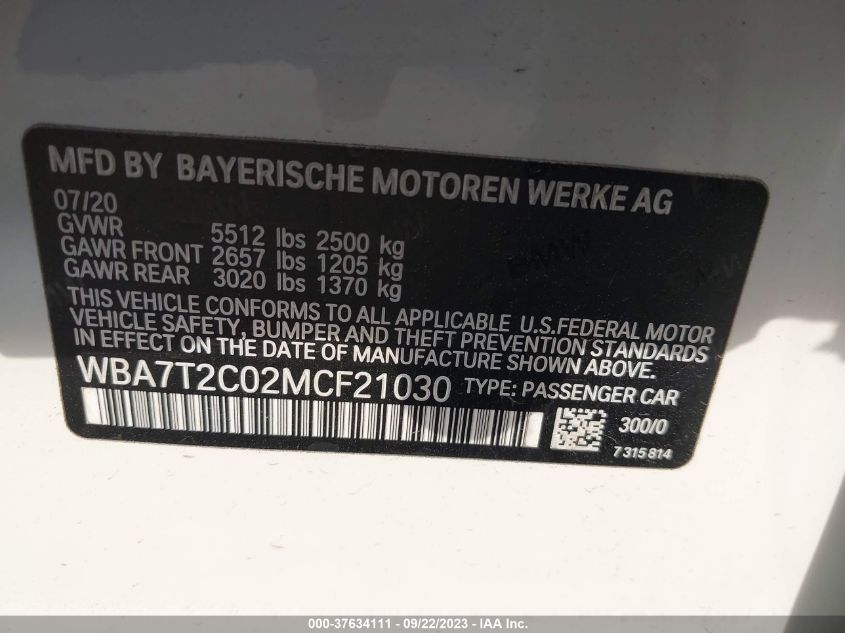 MFD BY BAYERISCHE MOTOREN WERKE AG
07/20
GVWR 5512 lbs 2500 kg
GAWR FRONT 2657 lbs 1205 kg
GAWR REAR 3020 lbs 1370 kg
THIS VEHICLE CONFORMS TO ALL APPLICABLE U.S.FEDERAL MOTOR
VEHICLE SAFETY, BUMPER AND THEFT PREVENTION STANDARDS
IN EFFECT ON THE DATE OF MANUFACTURE SHOWN ABOVE.
WBA7T2C02MCF21030 TYPE: PASSENGER CAR
300/0
7 315 814
BMW
000-37634111 - 09/22/2023 - IAA Inc.